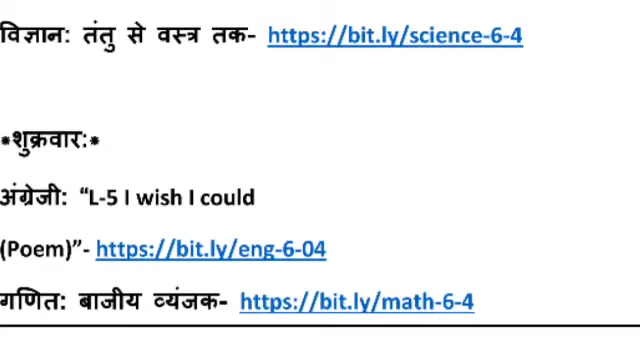 विज्ञान: तंतु से वस्त्र तक- https://bit.ly/science-6-4
*शुक्रवार:*
अंग्रेजी: “L-5 I wish I could
(Poem)”- https://bit.ly/eng-6-04
गणित: बाजीय व्यंजक- https://bit.ly/math-6-4